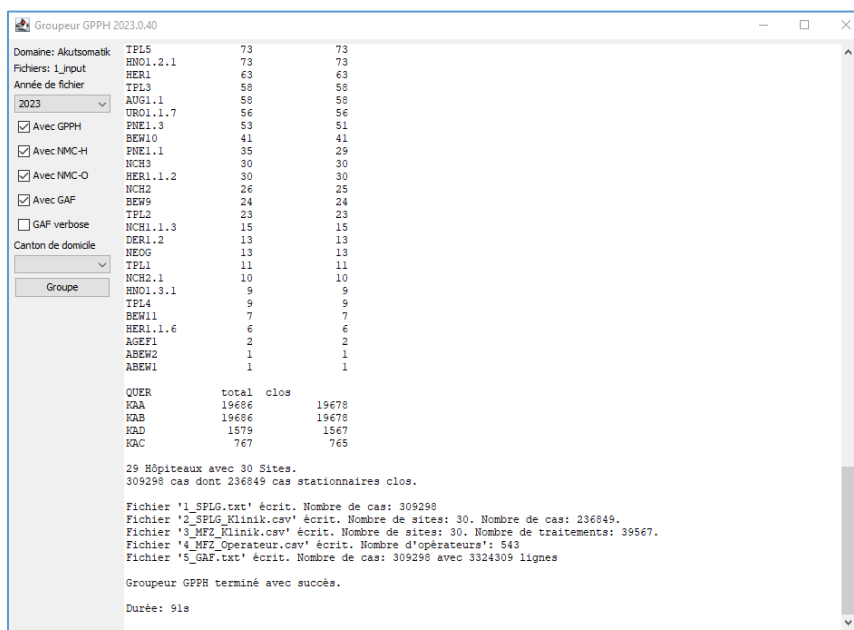 Groupeur GPPH 2023.0.40
Domaine: Akutsomatik
Fichiers: 1_input
Année de fichier
2023
Avec GPPH
Avec NMC-H
Avec NMC-O
Avec GAF
GAF verbose
Canton de domicile
Groupe
TPL5 73 73
HNO1.2.1 73 73
HER1 63 63
TPL3 58 58
AUG1.1 58 58
URO1.1.7 56 56
PNE1.3 53 51
BEW10 41 41
PNE1.1 35 29
NCH3 30 30
HER1.1.2 30 30
NCH2 26 25
BEW9 24 24
TPL2 23 23
NCH1.1.3 15 15
DER1.2 13 13
NEOG 13 13
TPL1 11 11
NCH2.1 10 10
HNO1.3.1 9 9
TPL4 9 9
BEW11 7 7
HER1.1.6 6 6
AGEF1 2 2
ABEW2 1 1
ABEW1 1 1
QUER total clos
KAA 19686 19678
KAB 19686 19678
KAD 1579 1567
KAC 767 765
29 Hôpiteaux avec 30 Sites.
309298 cas dont 236849 cas stationnaires clos.
Fichier '1_SPLG.txt' écrit. Nombre de cas: 309298
Fichier '2_SPLG_Klinik.csv' écrit. Nombre de sites: 30. Nombre de cas: 236849.
Fichier '3_MFZ_Klinik.csv' écrit. Nombre de sites: 30. Nombre de traitements: 39567.
Fichier '4_MFZ_Operateur.csv' écrit. Nombre d'opérateurs': 543
Fichier '5_GAF.txt' écrit. Nombre de cas: 309298 avec 3324309 lignes
Groupeur GPPH terminé avec succès.
Durée: 91s